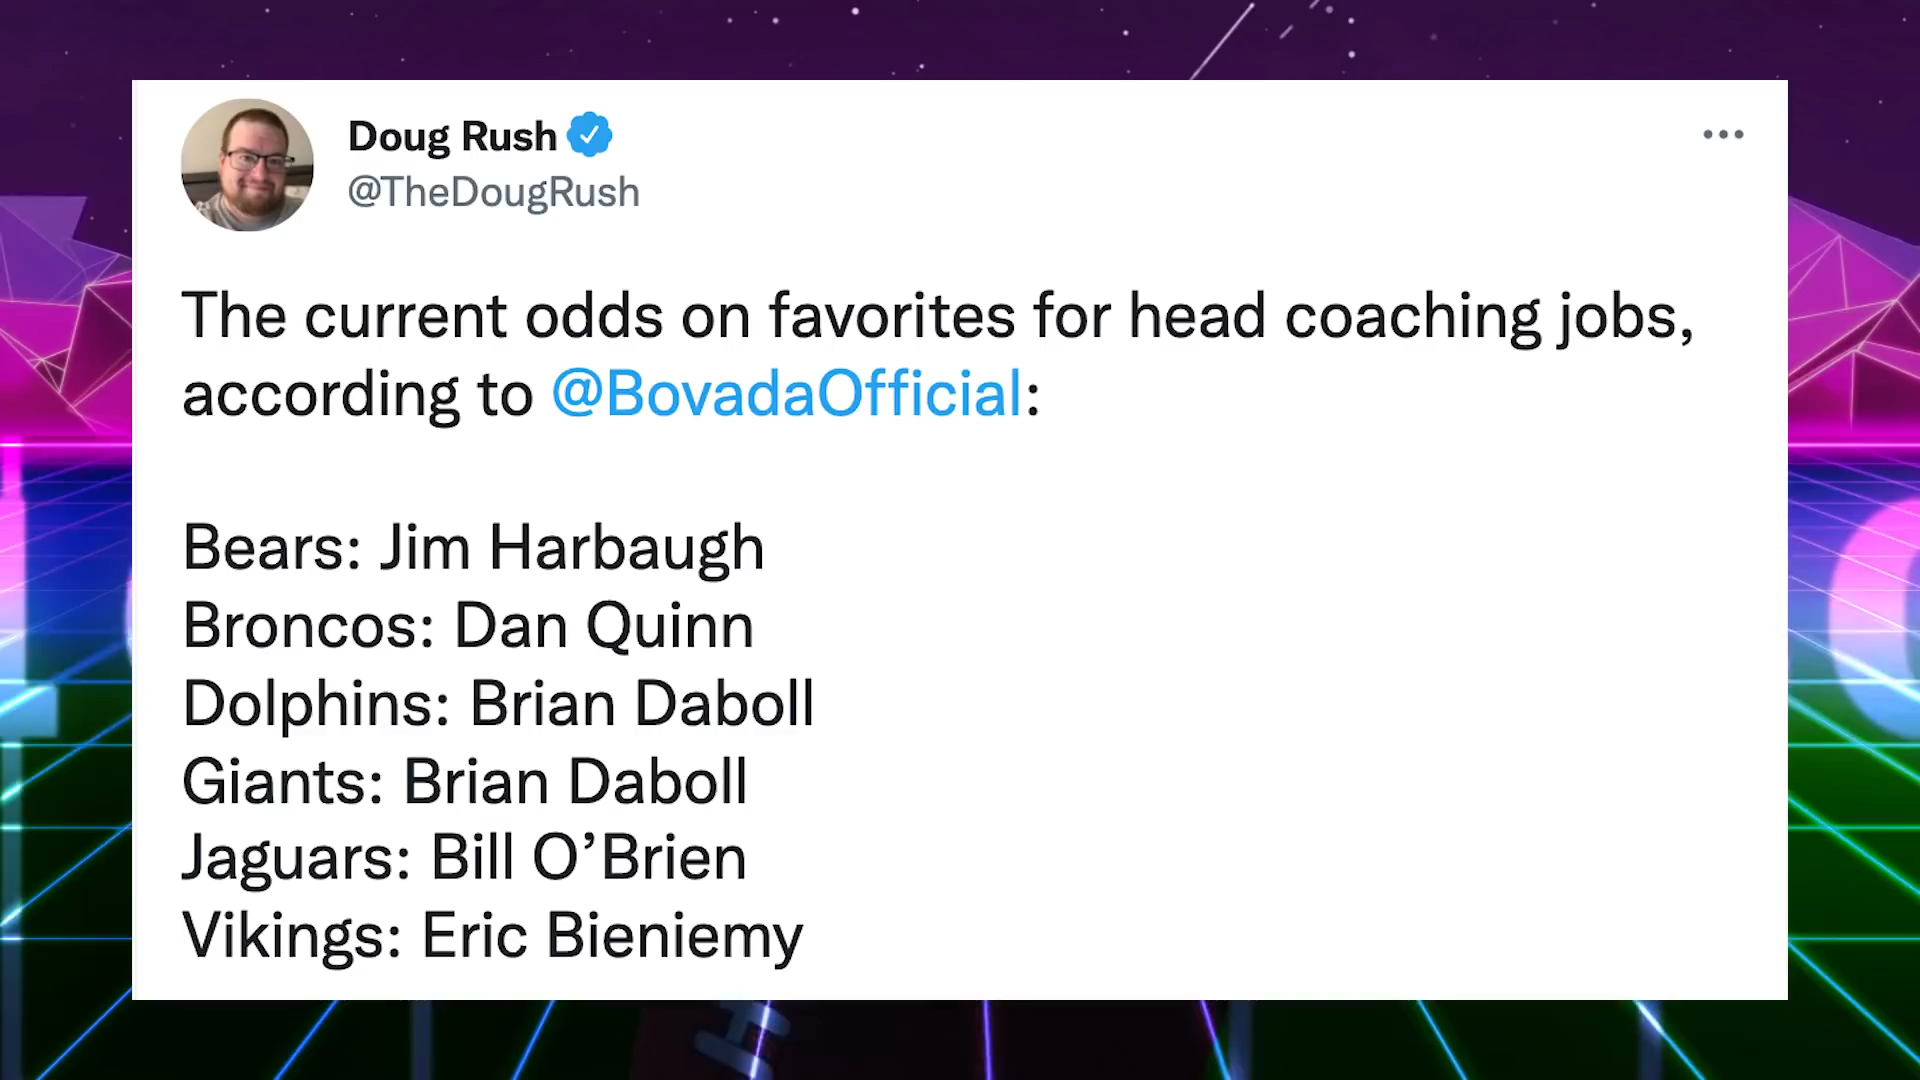 Doug Rush
@TheDougRush
The current odds on favorites for head coaching jobs,
according to @BovadaOfficial:
Bears: Jim Harbaugh
Broncos: Dan Quinn
Dolphins: Brian Daboll
Giants: Brian Daboll
Jaguars: Bill O’Brien
Vikings: Eric Bieniemy